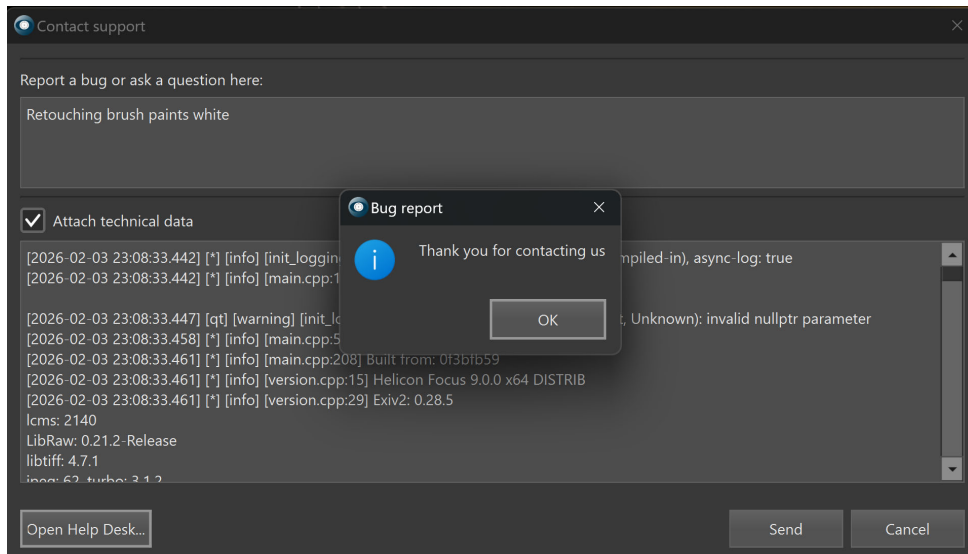 Contact support
Report a bug or ask a question here:
Retouching brush paints white
Attach technical data
Bug report
Thank you for contacting us
OK
[2026-02-03 23:08:33.442] [*] [info] [init_loggin mpiled-in), async-log: true
[2026-02-03 23:08:33.442] [*] [info] [main.cpp:1
[2026-02-03 23:08:33.447] [qt] [warning] [init_lo , Unknown): invalid nullptr parameter
[2026-02-03 23:08:33.458] [*] [info] [main.cpp:5
[2026-02-03 23:08:33.461] [*] [info] [main.cpp:208] Built from: 0f3bfb59
[2026-02-03 23:08:33.461] [*] [info] [version.cpp:15] Helicon Focus 9.0.0 x64 DISTRIB
[2026-02-03 23:08:33.461] [*] [info] [version.cpp:29] Exiv2: 0.28.5
lcms: 2140
LibRaw: 0.21.2-Release
libtiff: 4.7.1
jpeg: 62, turbo: 3.1.2
Open Help Desk...
Send
Cancel